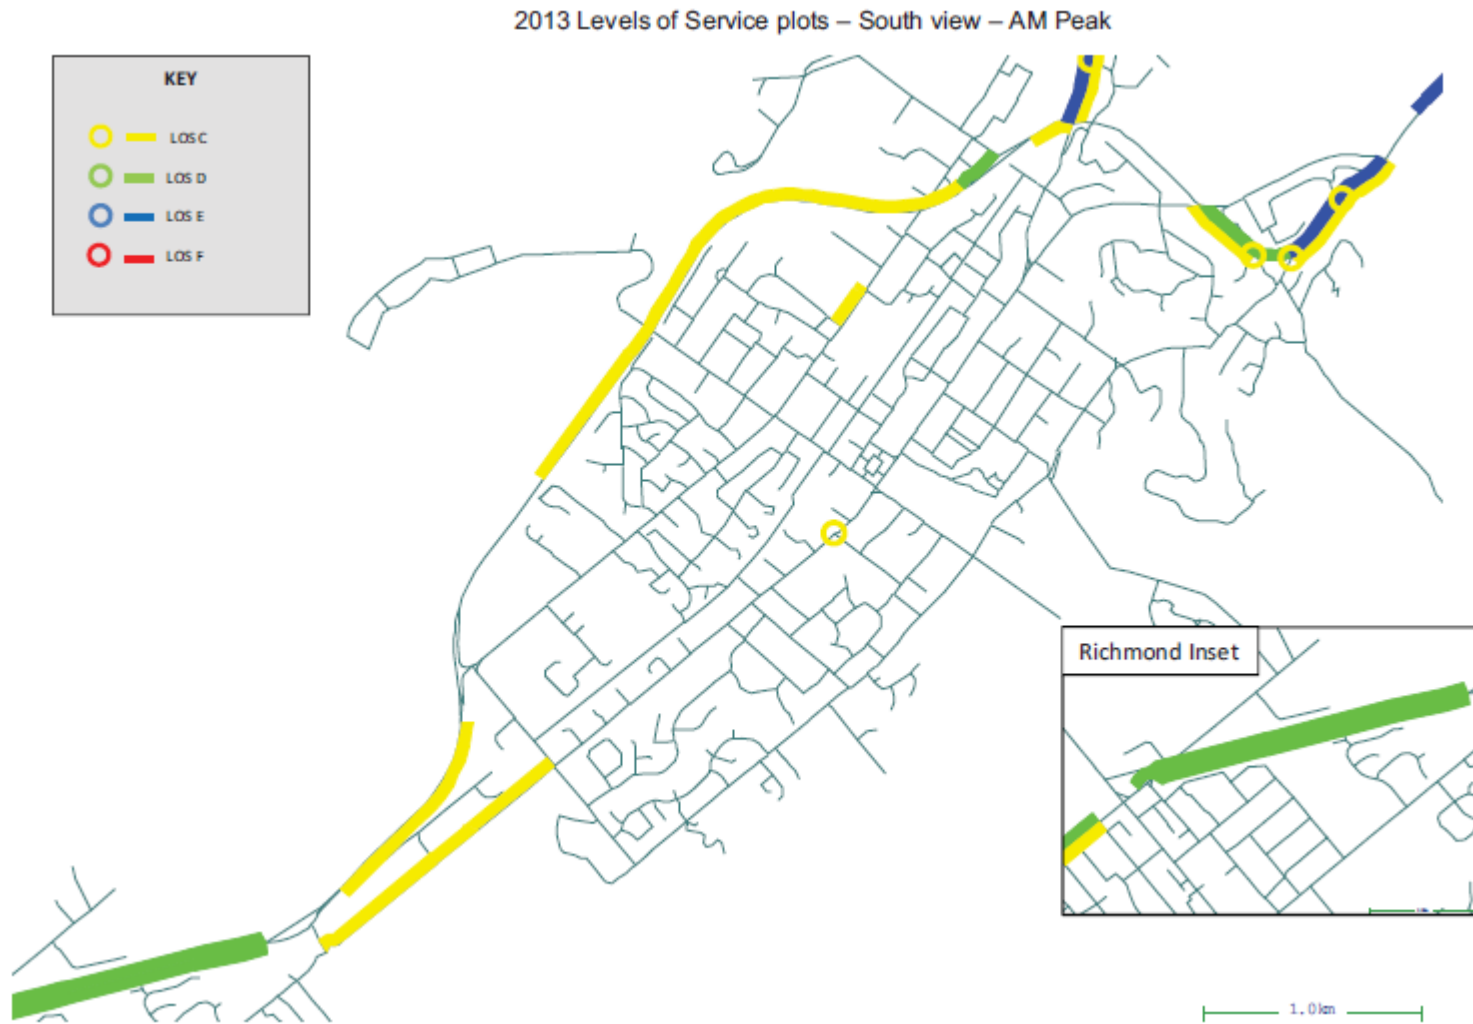 2013 Levels of Service plots – South view – AM Peak
KEY
LOS C
LOS D
LOS E
LOS F
Richmond Inset
1.0km